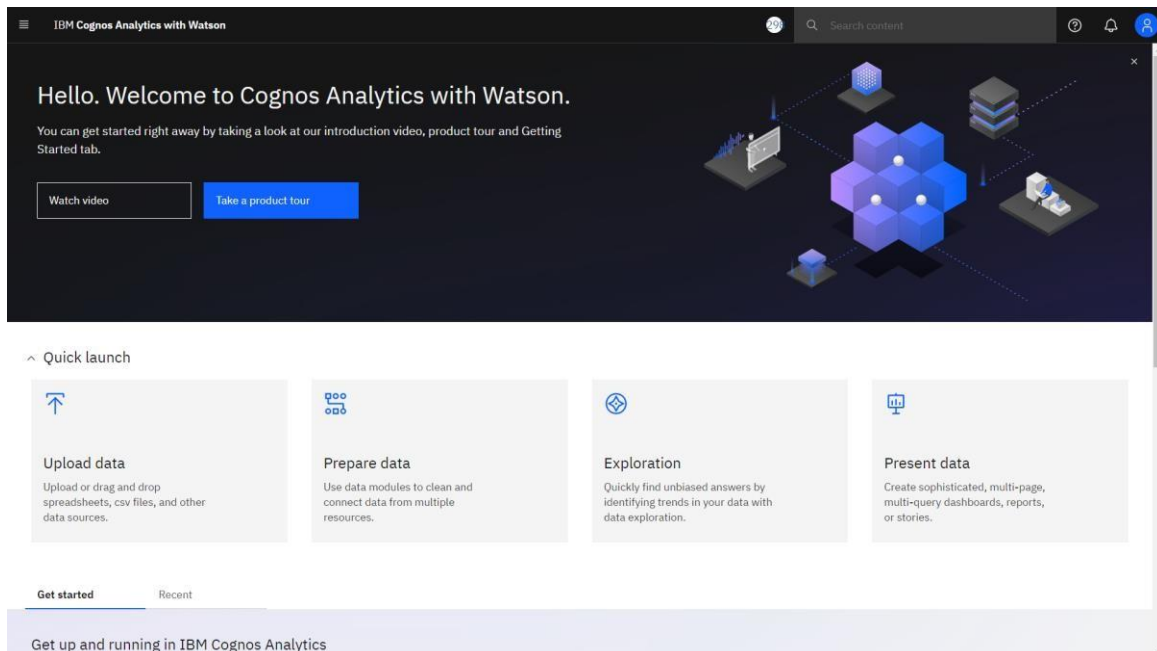 IBM Cognos Analytics with Watson
Search content
Hello. Welcome to Cognos Analytics with Watson.
You can get started right away by taking a look at our introduction video, product tour and Getting
Started tab.
Watch video
Take a product tour
Quick launch
Upload data
Upload or drag and drop
spreadsheets, csv files, and other
data sources.
Prepare data
Use data modules to clean and
connect data from multiple
resources.
Exploration
Quickly find unbiased answers by
identifying trends in your data with
data exploration.
Present data
Create sophisticated, multi-page,
multi-query dashboards, reports,
or stories.
Get started
Recent
Get up and running in IBM Cognos Analytics